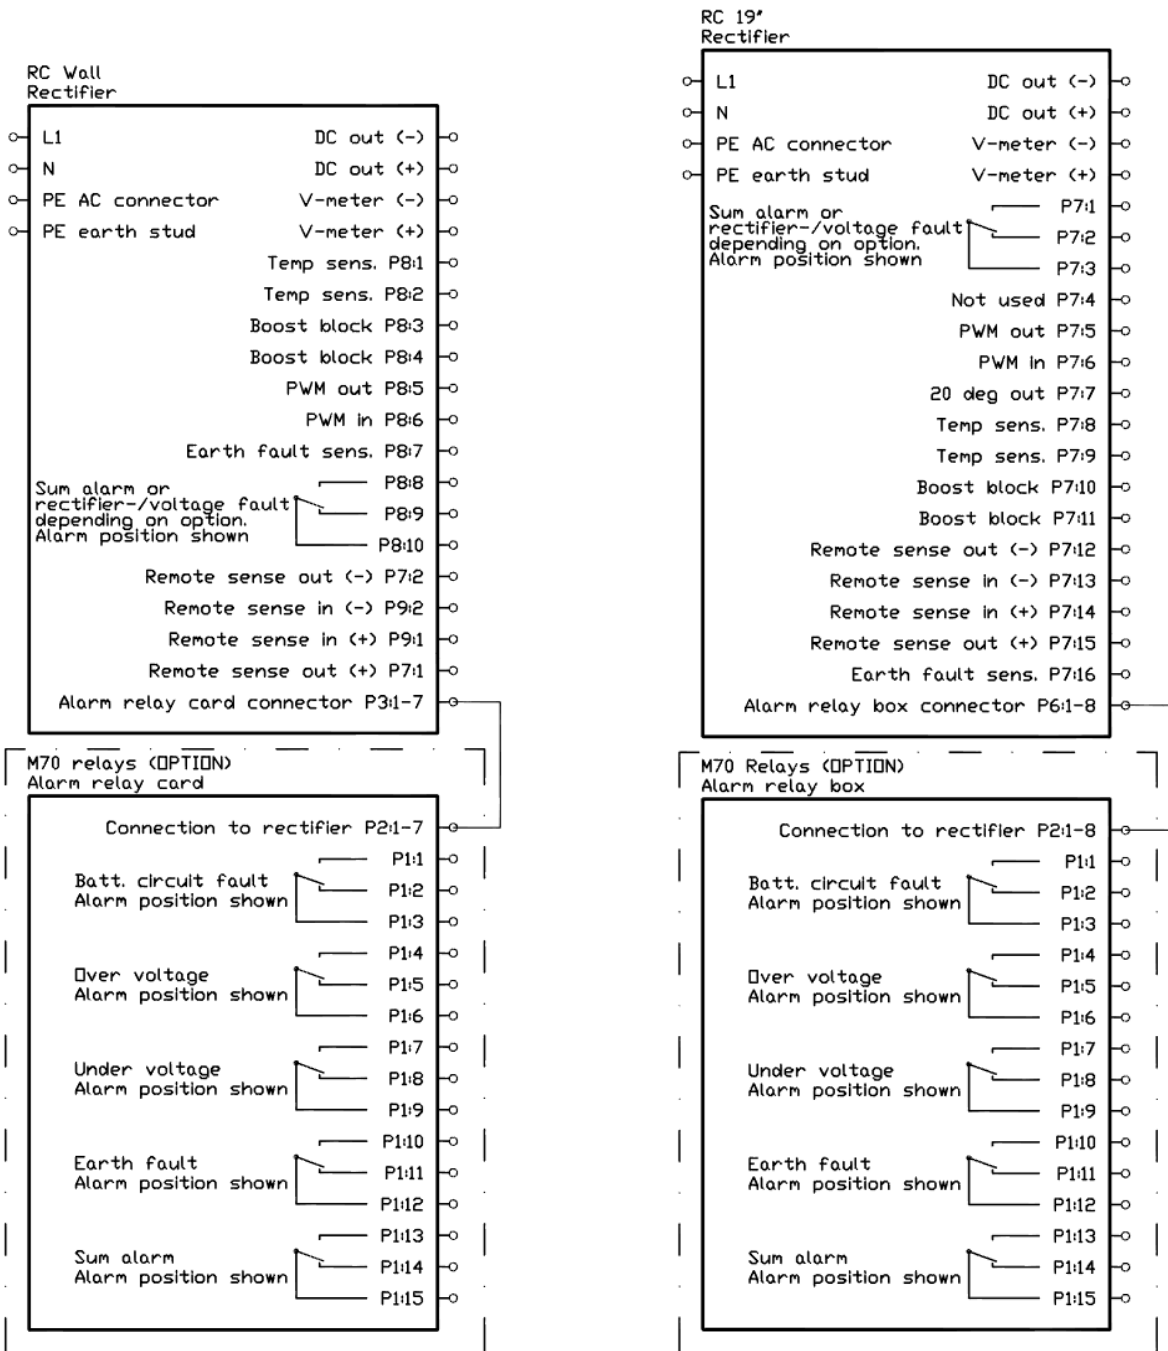 RC Wall
Rectifier
L1
DC out (-)
N
DC out (+)
PE AC connector
V-meter (-)
PE earth stud
V-meter (+)
Temp sens. P8:1
Temp sens. P8:2
Boost block P8:3
Boost block P8:4
PWM out P8:5
PWM in P8:6
Earth fault sens. P8:7
Sum alarm or
rectifier-/voltage fault
depending on option.
Alarm position shown
P8:8
P8:9
P8:10
Remote sense out (-) P7:2
Remote sense in (-) P9:2
Remote sense in (+) P9:1
Remote sense out (+) P7:1
Alarm relay card connector P3:1-7
M70 relays (OPTION)
Alarm relay card
Connection to rectifier P2:1-7
Batt. circuit fault
Alarm position shown
P1:1
P1:2
P1:3
Over voltage
Alarm position shown
P1:4
P1:5
P1:6
Under voltage
Alarm position shown
P1:7
P1:8
P1:9
Earth fault
Alarm position shown
P1:10
P1:11
P1:12
Sum alarm
Alarm position shown
P1:13
P1:14
P1:15
RC 19"
Rectifier
L1
DC out (-)
N
DC out (+)
PE AC connector
V-meter (-)
PE earth stud
V-meter (+)
Sum alarm or
rectifier-/voltage fault
depending on option.
Alarm position shown
P7:1
P7:2
P7:3
Not used P7:4
PWM out P7:5
PWM in P7:6
20 deg out P7:7
Temp sens. P7:8
Temp sens. P7:9
Boost block P7:10
Boost block P7:11
Remote sense out (-) P7:12
Remote sense in (-) P7:13
Remote sense in (+) P7:14
Remote sense out (+) P7:15
Earth fault sens. P7:16
Alarm relay box connector P6:1-8
M70 Relays (OPTION)
Alarm relay box
Connection to rectifier P2:1-8
Batt. circuit fault
Alarm position shown
P1:1
P1:2
P1:3
Over voltage
Alarm position shown
P1:4
P1:5
P1:6
Under voltage
Alarm position shown
P1:7
P1:8
P1:9
Earth fault
Alarm position shown
P1:10
P1:11
P1:12
Sum alarm
Alarm position shown
P1:13
P1:14
P1:15